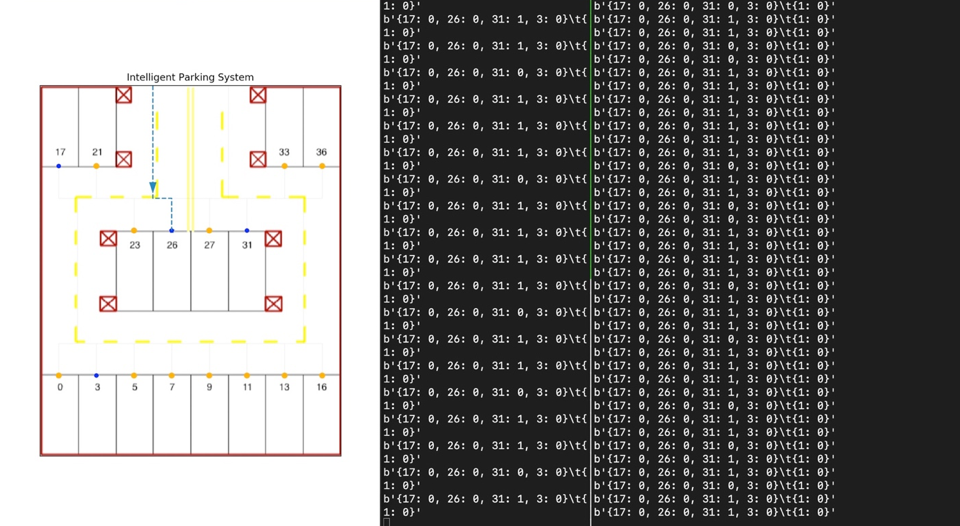 Intelligent Parking System
17 21 33 36
23 26 27 31
0 3 5 7 9 11 13 16
1: 0}'
b'{17: 0, 26: 0, 31: 1, 3: 0}\t{
1: 0}'
b'{17: 0, 26: 0, 31: 1, 3: 0}\t{
1: 0}'
b'{17: 0, 26: 0, 31: 0, 3: 0}\t{
1: 0}'
b'{17: 0, 26: 0, 31: 1, 3: 0}\t{
1: 0}'
b'{17: 0, 26: 0, 31: 1, 3: 0}\t{
1: 0}'
b'{17: 0, 26: 0, 31: 1, 3: 0}\t{
1: 0}'
b'{17: 0, 26: 0, 31: 0, 3: 0}\t{
1: 0}'
b'{17: 0, 26: 0, 31: 1, 3: 0}\t{
1: 0}'
b'{17: 0, 26: 0, 31: 1, 3: 0}\t{
1: 0}'
b'{17: 0, 26: 0, 31: 1, 3: 0}\t{
1: 0}'
b'{17: 0, 26: 0, 31: 1, 3: 0}\t{
1: 0}'
b'{17: 0, 26: 0, 31: 0, 3: 0}\t{
1: 0}'
b'{17: 0, 26: 0, 31: 1, 3: 0}\t{
1: 0}'
b'{17: 0, 26: 0, 31: 1, 3: 0}\t{
1: 0}'
b'{17: 0, 26: 0, 31: 0, 3: 0}\t{
1: 0}'
b'{17: 0, 26: 0, 31: 1, 3: 0}\t{
1: 0}'
b'{17: 0, 26: 0, 31: 1, 3: 0}\t{
1: 0}'
b'{17: 0, 26: 0, 31: 0, 3: 0}\t{
1: 0}'
b'{17: 0, 26: 0, 31: 1, 3: 0}\t{
1: 0}'
b'{17: 0, 26: 0, 31: 0, 3: 0}\t{1: 0}'
b'{17: 0, 26: 0, 31: 1, 3: 0}\t{1: 0}'
b'{17: 0, 26: 0, 31: 1, 3: 0}\t{1: 0}'
b'{17: 0, 26: 0, 31: 0, 3: 0}\t{1: 0}'
b'{17: 0, 26: 0, 31: 0, 3: 0}\t{1: 0}'
b'{17: 0, 26: 0, 31: 1, 3: 0}\t{1: 0}'
b'{17: 0, 26: 0, 31: 1, 3: 0}\t{1: 0}'
b'{17: 0, 26: 0, 31: 1, 3: 0}\t{1: 0}'
b'{17: 0, 26: 0, 31: 1, 3: 0}\t{1: 0}'
b'{17: 0, 26: 0, 31: 1, 3: 0}\t{1: 0}'
b'{17: 0, 26: 0, 31: 1, 3: 0}\t{1: 0}'
b'{17: 0, 26: 0, 31: 1, 3: 0}\t{1: 0}'
b'{17: 0, 26: 0, 31: 0, 3: 0}\t{1: 0}'
b'{17: 0, 26: 0, 31: 1, 3: 0}\t{1: 0}'
b'{17: 0, 26: 0, 31: 1, 3: 0}\t{1: 0}'
b'{17: 0, 26: 0, 31: 0, 3: 0}\t{1: 0}'
b'{17: 0, 26: 0, 31: 0, 3: 0}\t{1: 0}'
b'{17: 0, 26: 0, 31: 1, 3: 0}\t{1: 0}'
b'{17: 0, 26: 0, 31: 1, 3: 0}\t{1: 0}'
b'{17: 0, 26: 0, 31: 1, 3: 0}\t{1: 0}'
b'{17: 0, 26: 0, 31: 1, 3: 0}\t{1: 0}'
b'{17: 0, 26: 0, 31: 0, 3: 0}\t{1: 0}'
b'{17: 0, 26: 0, 31: 1, 3: 0}\t{1: 0}'
b'{17: 0, 26: 0, 31: 0, 3: 0}\t{1: 0}'
b'{17: 0, 26: 0, 31: 1, 3: 0}\t{1: 0}'
b'{17: 0, 26: 0, 31: 0, 3: 0}\t{1: 0}'
b'{17: 0, 26: 0, 31: 1, 3: 0}\t{1: 0}'
b'{17: 0, 26: 0, 31: 1, 3: 0}\t{1: 0}'
b'{17: 0, 26: 0, 31: 1, 3: 0}\t{1: 0}'
b'{17: 0, 26: 0, 31: 1, 3: 0}\t{1: 0}'
b'{17: 0, 26: 0, 31: 0, 3: 0}\t{1: 0}'
b'{17: 0, 26: 0, 31: 1, 3: 0}\t{1: 0}'
b'{17: 0, 26: 0, 31: 1, 3: 0}\t{1: 0}'
b'{17: 0, 26: 0, 31: 0, 3: 0}\t{1: 0}'
b'{17: 0, 26: 0, 31: 1, 3: 0}\t{1: 0}'
b'{17: 0, 26: 0, 31: 1, 3: 0}\t{1: 0}'
b'{17: 0, 26: 0, 31: 0, 3: 0}\t{1: 0}'
b'{17: 0, 26: 0, 31: 1, 3: 0}\t{1: 0}'
b'{17: 0, 26: 0, 31: 1, 3: 0}\t{1: 0}'